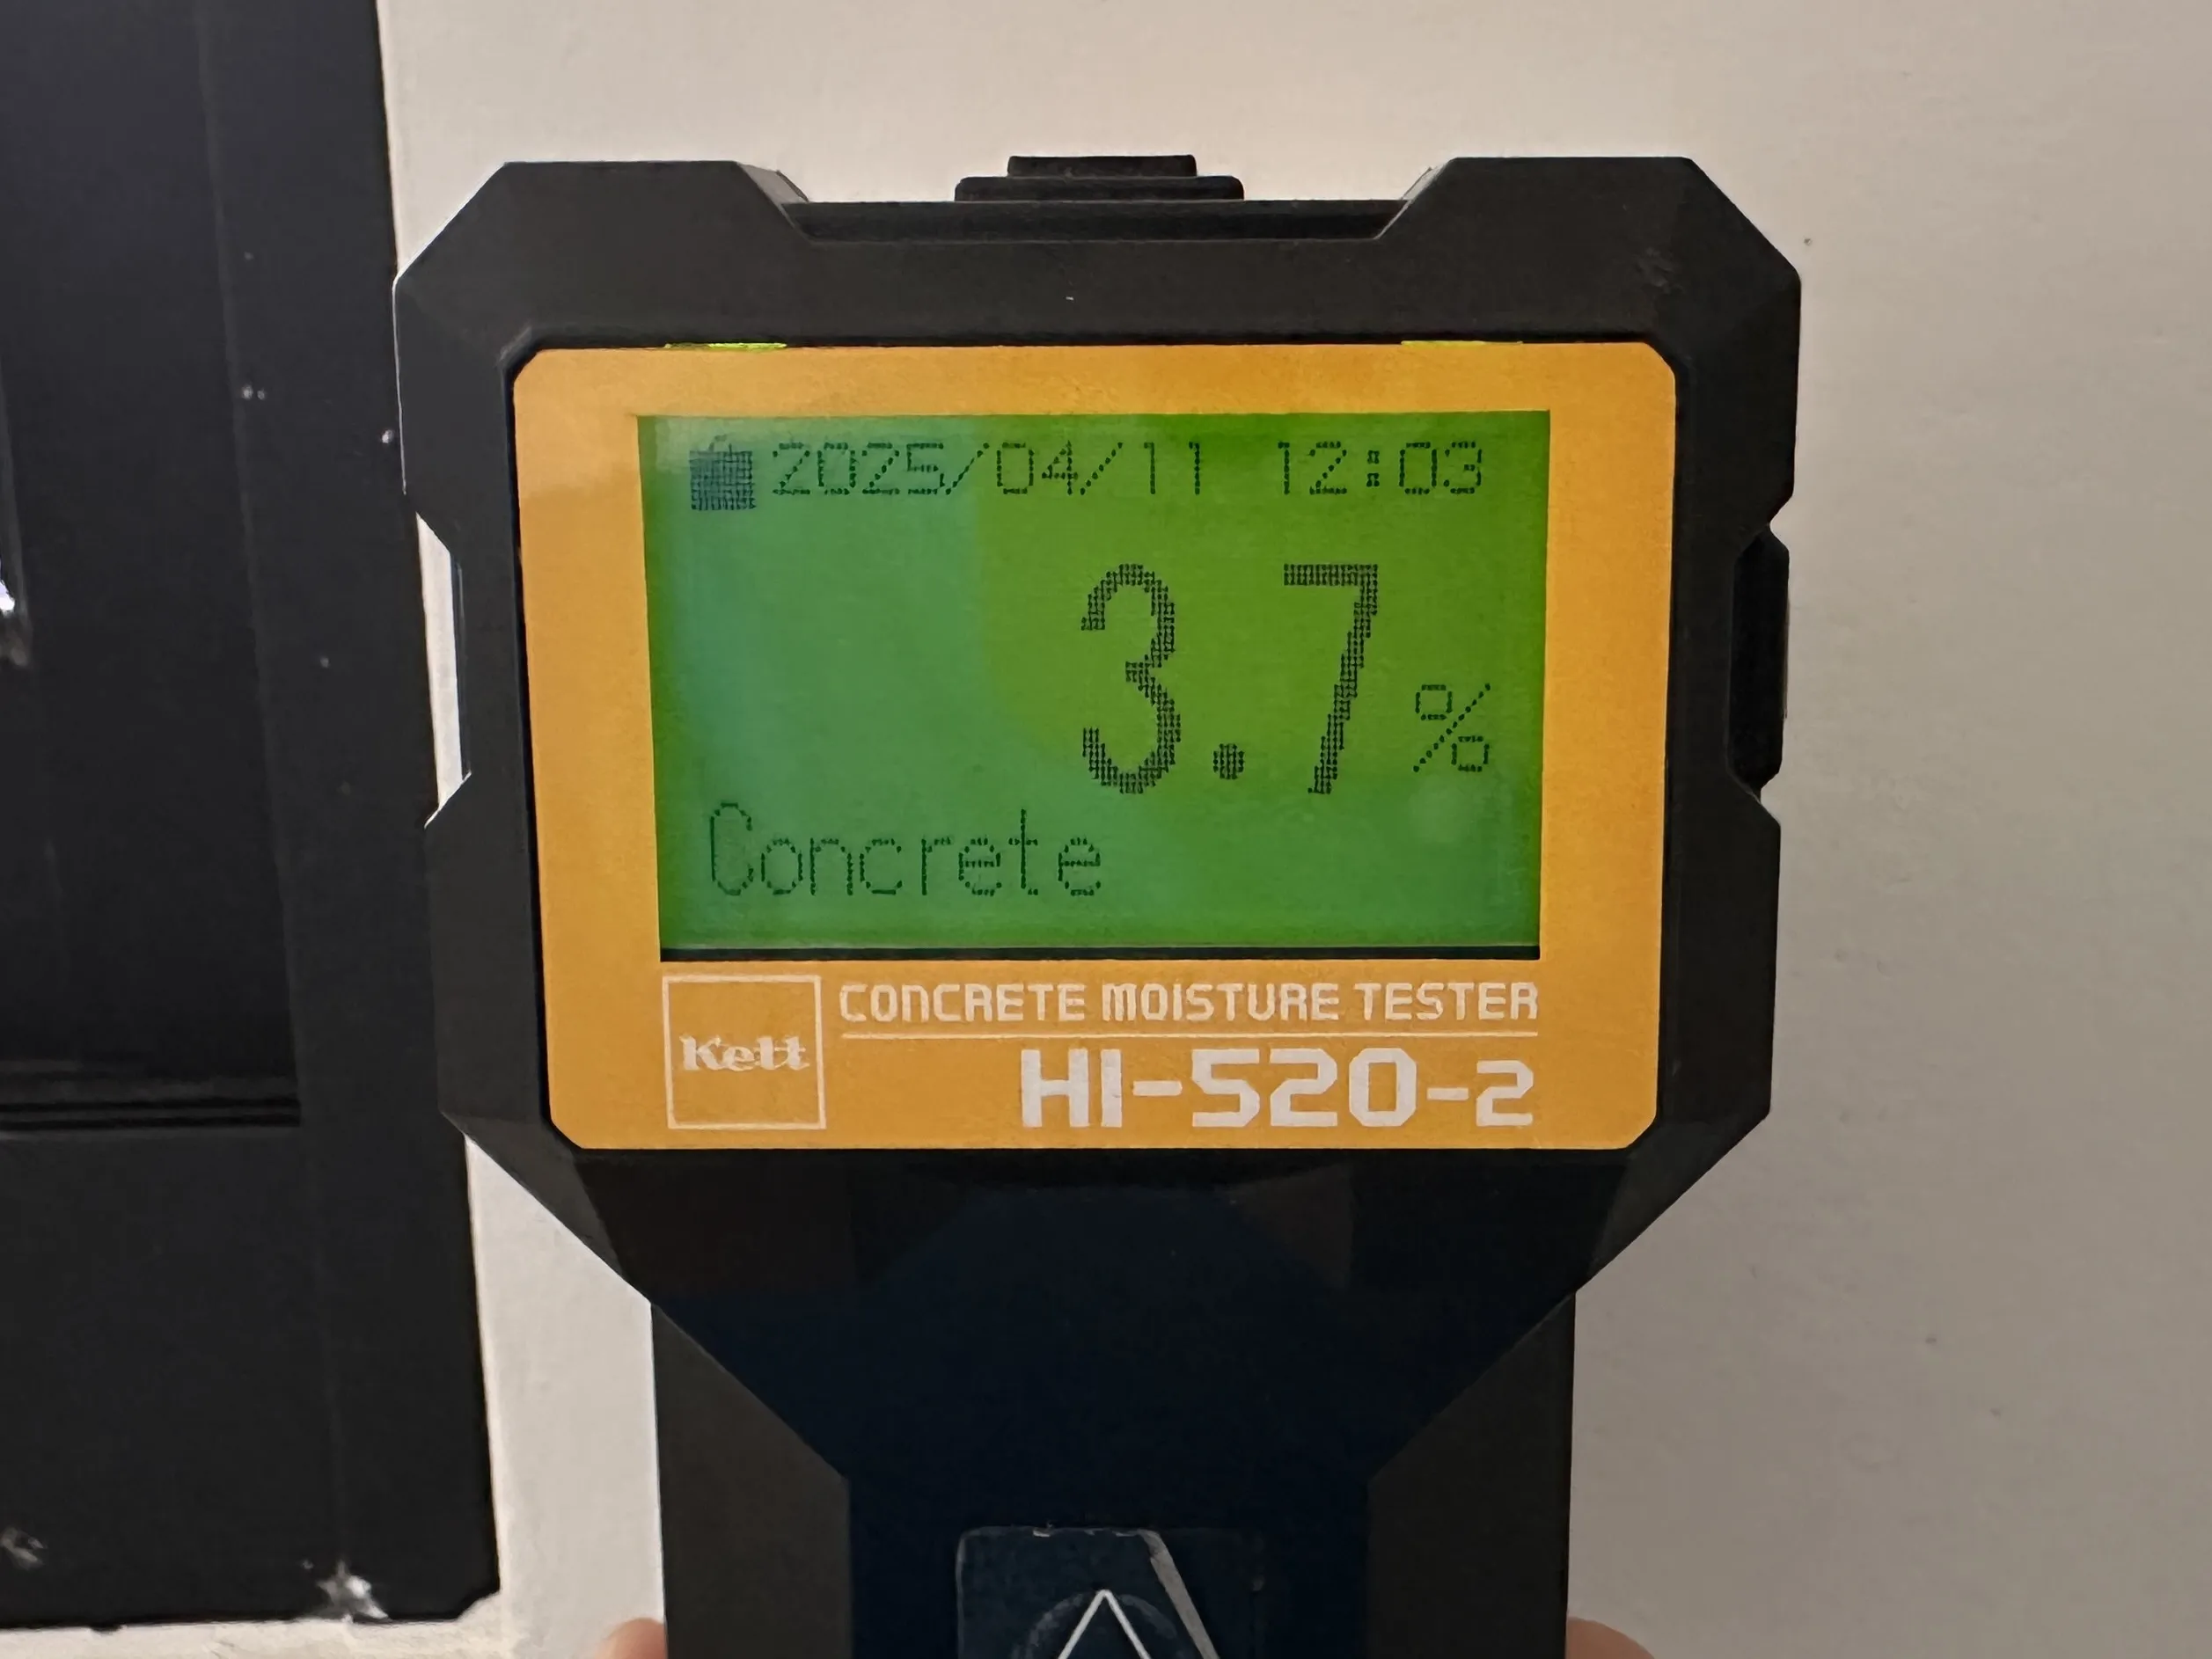 2025/04/11 12:03
3.7%
Concrete
Kett
CONCRETE MOISTURE TESTER
HI-520-2